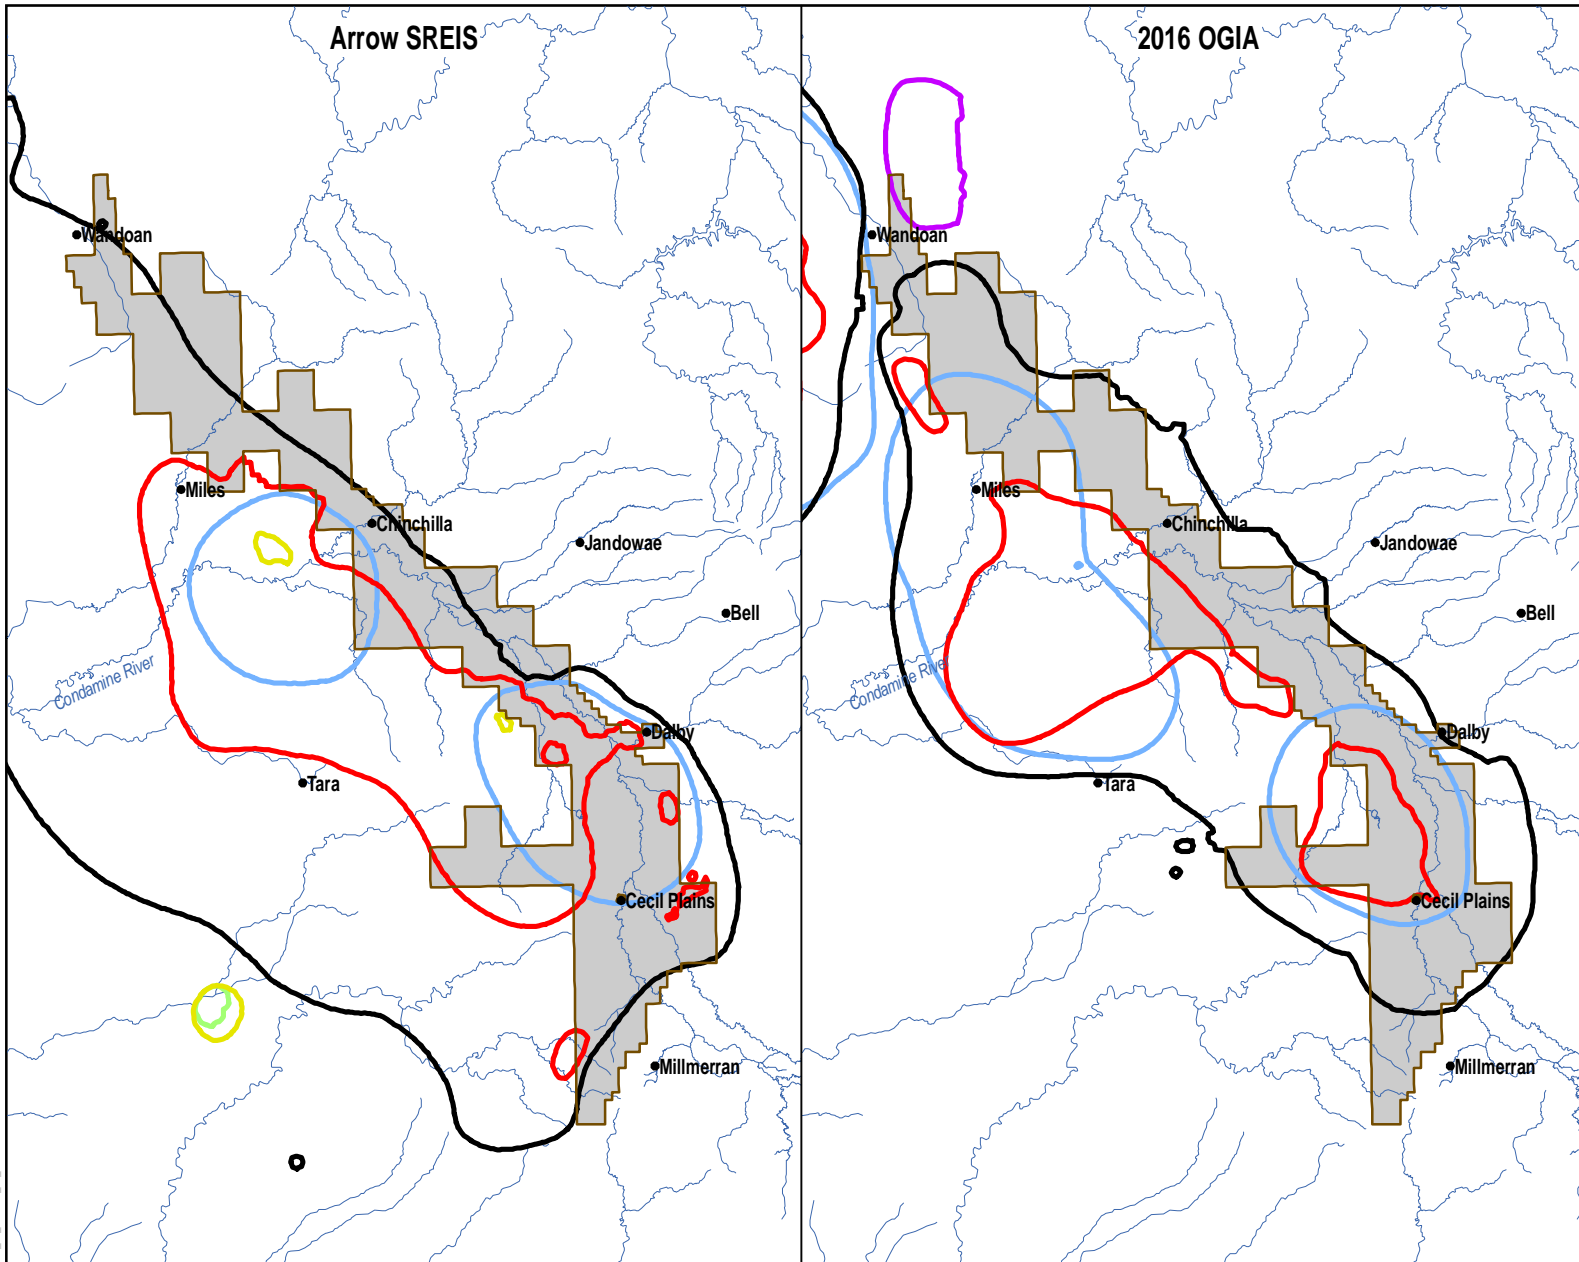 Arrow SREIS
Wandoan
Miles
Chinchilla
Jandowae
Bell
Condamine River
Dalby
Tara
Cecil Plains
Millmerran
2016 OGIA
Wandoan
Miles
Chinchilla
Jandowae
Bell
Condamine River
Dalby
Tara
Cecil Plains
Millmerran